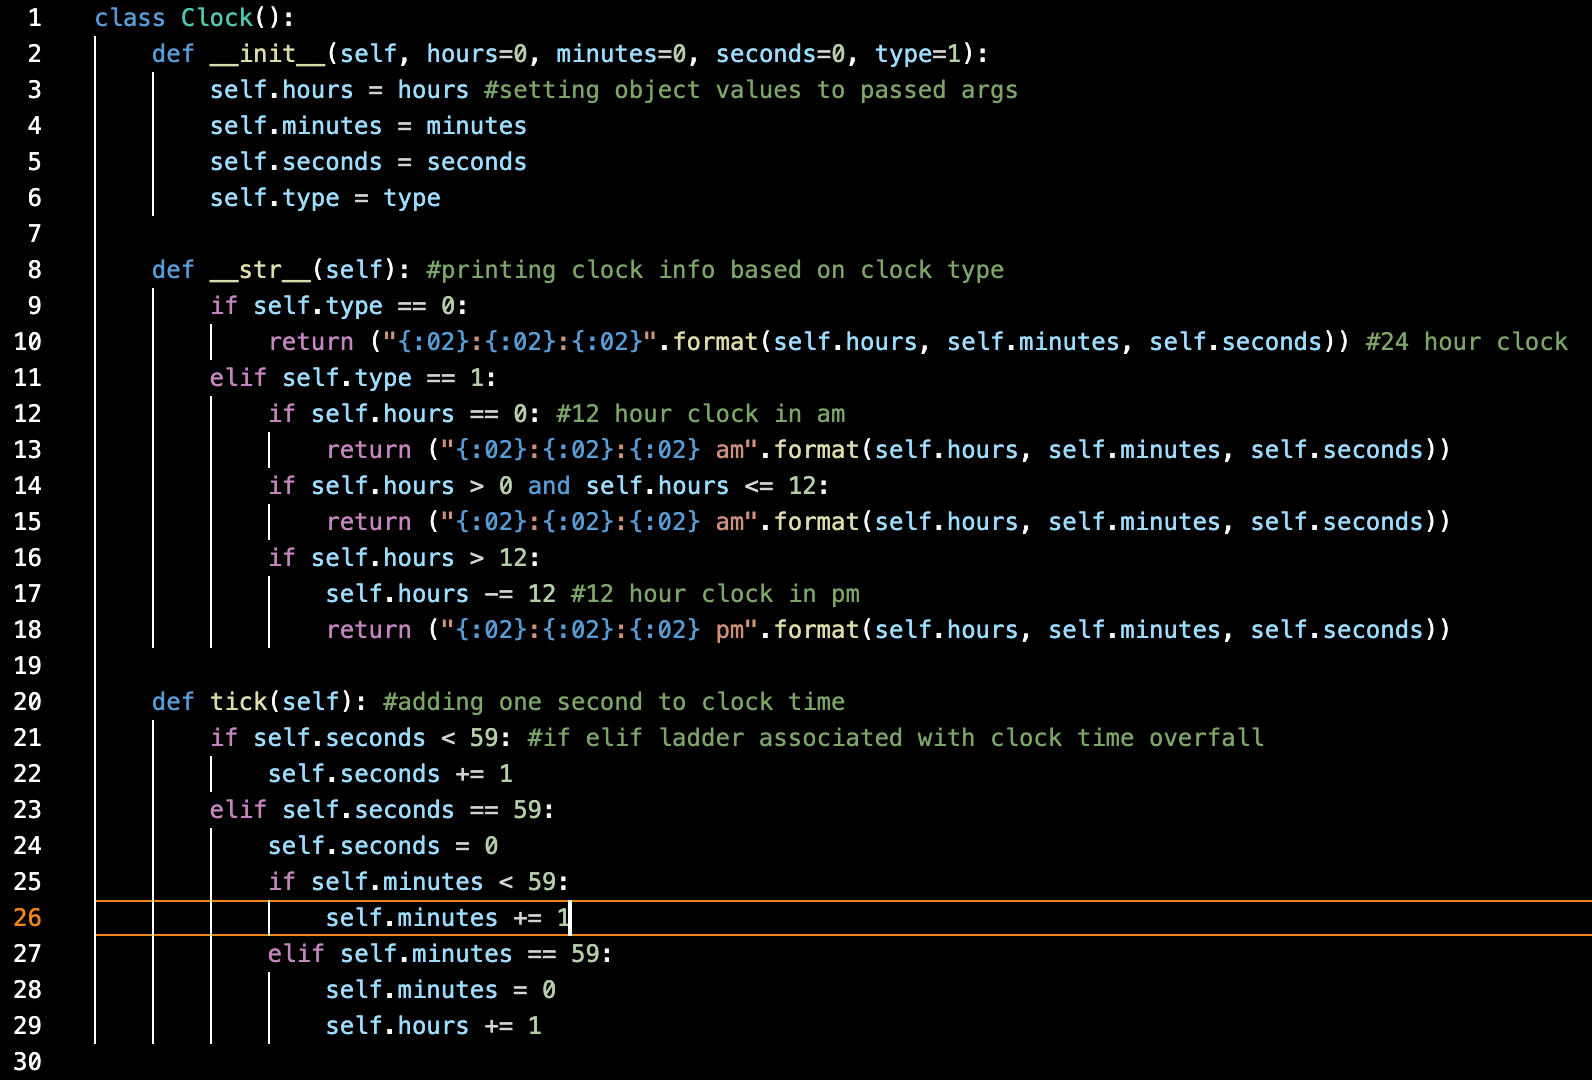 1 class Clock():
2 def __init__(self, hours=0, minutes=0, seconds=0, type=1):
3 self.hours = hours #setting object values to passed args
4 self.minutes = minutes
5 self.seconds = seconds
6 self.type = type
7
8 def __str__(self): #printing clock info based on clock type
9 if self.type == 0:
10 return ("{:02}:{:02}:{:02}".format(self.hours, self.minutes, self.seconds)) #24 hour clock
11 elif self.type == 1:
12 if self.hours == 0: #12 hour clock in am
13 return ("{:02}:{:02}:{:02} am".format(self.hours, self.minutes, self.seconds))
14 if self.hours > 0 and self.hours <= 12:
15 return ("{:02}:{:02}:{:02} am".format(self.hours, self.minutes, self.seconds))
16 if self.hours > 12:
17 self.hours -= 12 #12 hour clock in pm
18 return ("{:02}:{:02}:{:02} pm".format(self.hours, self.minutes, self.seconds))
19
20 def tick(self): #adding one second to clock time
21 if self.seconds < 59: #if elif ladder associated with clock time overfall
22 self.seconds += 1
23 elif self.seconds == 59:
24 self.seconds = 0
25 if self.minutes < 59:
26 self.minutes += 1
27 elif self.minutes == 59:
28 self.minutes = 0
29 self.hours += 1
30